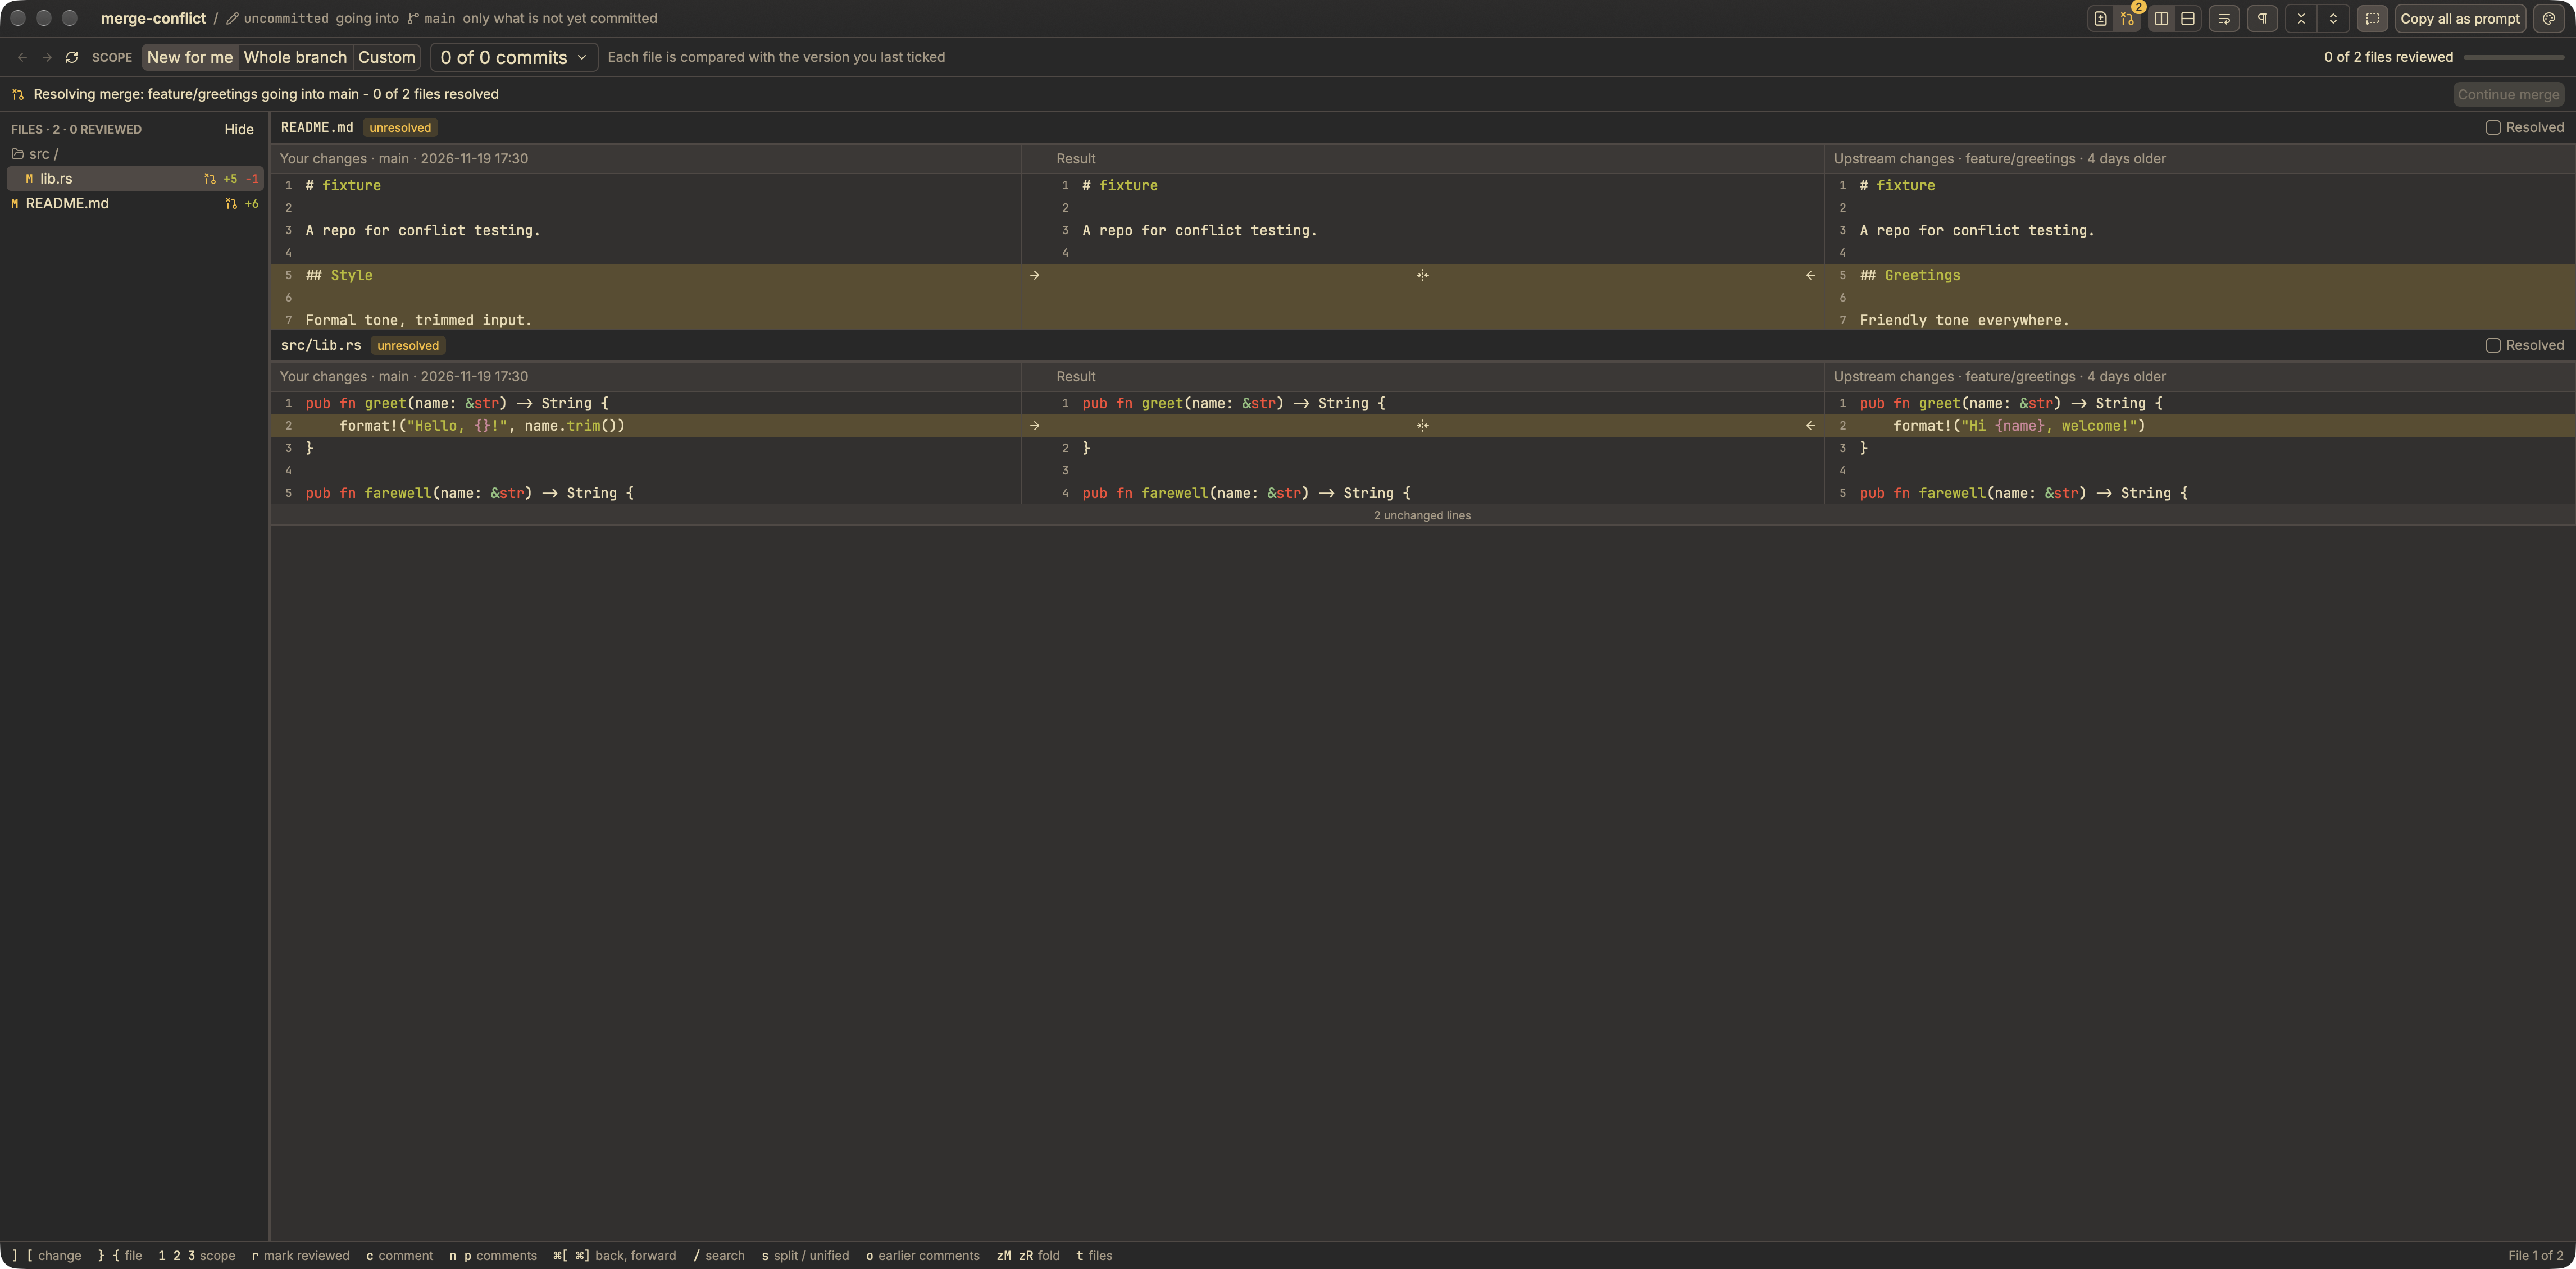 merge-conflict / uncommitted going into main only what is not yet committed
2
Copy all as prompt
SCOPE New for me Whole branch Custom 0 of 0 commits Each file is compared with the version you last ticked
0 of 2 files reviewed
Resolving merge: feature/greetings going into main - 0 of 2 files resolved
Continue merge
FILES · 2 · 0 REVIEWED Hide
src /
M lib.rs +5 -1
M README.md +6
README.md unresolved
Resolved
Your changes · main · 2026-11-19 17:30
Result
Upstream changes · feature/greetings · 4 days older
1 # fixture
1 # fixture
1 # fixture
2
2
2
3 A repo for conflict testing.
3 A repo for conflict testing.
3 A repo for conflict testing.
4
4
4
5 ## Style
→
←
5 ## Greetings
6
6
7 Formal tone, trimmed input.
7 Friendly tone everywhere.
src/lib.rs unresolved
Resolved
Your changes · main · 2026-11-19 17:30
Result
Upstream changes · feature/greetings · 4 days older
1 pub fn greet(name: &str) -> String {
1 pub fn greet(name: &str) -> String {
1 pub fn greet(name: &str) -> String {
2 format!("Hello, {}!", name.trim())
→
←
2 format!("Hi {name}, welcome!")
3 }
2 }
3 }
4
3
4
5 pub fn farewell(name: &str) -> String {
4 pub fn farewell(name: &str) -> String {
5 pub fn farewell(name: &str) -> String {
2 unchanged lines
] [ change } { file 1 2 3 scope r mark reviewed c comment n p comments ⌘[ ⌘] back, forward / search s split / unified o earlier comments zM zR fold t files
File 1 of 2